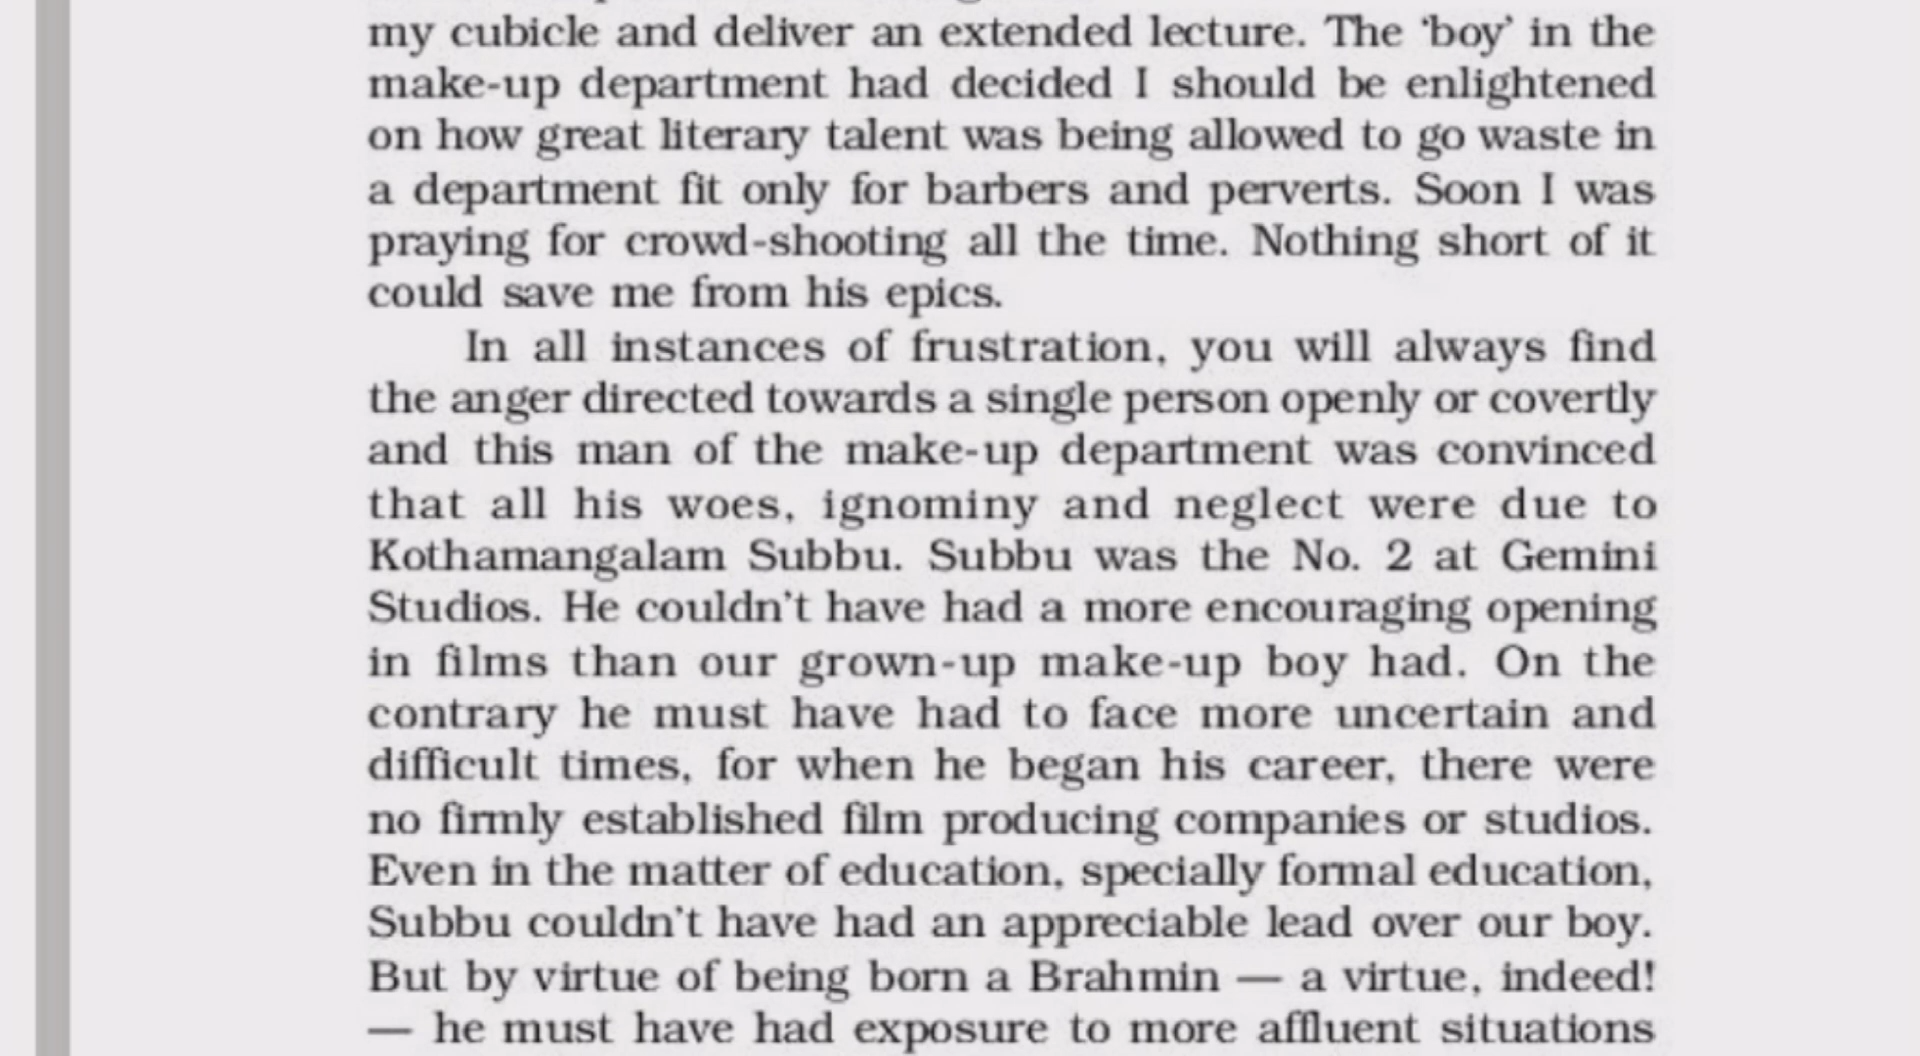 my cubicle and deliver an extended lecture. The ‘boy’ in the
make-up department had decided I should be enlightened
on how great literary talent was being allowed to go waste in
a department fit only for barbers and perverts. Soon I was
praying for crowd-shooting all the time. Nothing short of it
could save me from his epics.
In all instances of frustration, you will always find
the anger directed towards a single person openly or covertly
and this man of the make-up department was convinced
that all his woes, ignominy and neglect were due to
Kothamangalam Subbu. Subbu was the No. 2 at Gemini
Studios. He couldn’t have had a more encouraging opening
in films than our grown-up make-up boy had. On the
contrary he must have had to face more uncertain and
difficult times, for when he began his career, there were
no firmly established film producing companies or studios.
Even in the matter of education, specially formal education,
Subbu couldn’t have had an appreciable lead over our boy.
But by virtue of being born a Brahmin — a virtue, indeed!
— he must have had exposure to more affluent situations